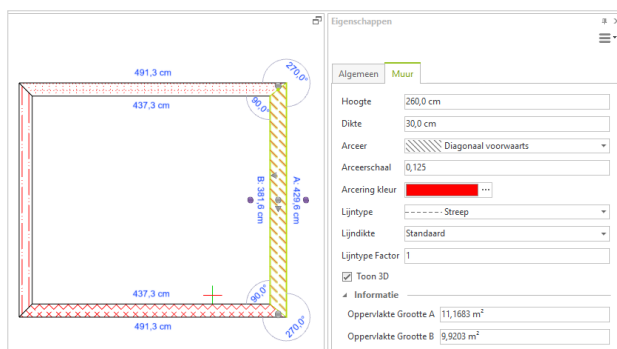 491,3 cm
270,0°
437,3 cm
90,0°
B: 381,6 cm
A: 429,6 cm
437,3 cm
90,0°
491,3 cm
270,0°
Eigenschappen
Algemeen Muur
Hoogte 260,0 cm
Dikte 30,0 cm
Arceer Diagonaal voorwaarts
Arceerschaal 0,125
Arcering kleur ...
Lijntype Streep
Lijndikte Standaard
Lijntype Factor 1
Toon 3D
Informatie
Oppervlakte Grootte A 11,1683 m²
Oppervlakte Grootte B 9,9203 m²